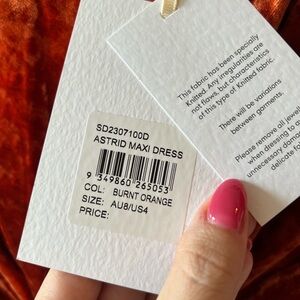 SD2307100D
ASTRID MAXI DRESS
9 349860 265053
COL: BURNT ORANGE
SIZE: AU8/US4
PRICE:
This fabric has been specially
Knitted. Any irregularities are
not flaws, but characteristics
of this type of Knitted fabric.
There will be variations
between garments.
Please remove all jewe
when dressing to a
unnecessary dama
delicate fa